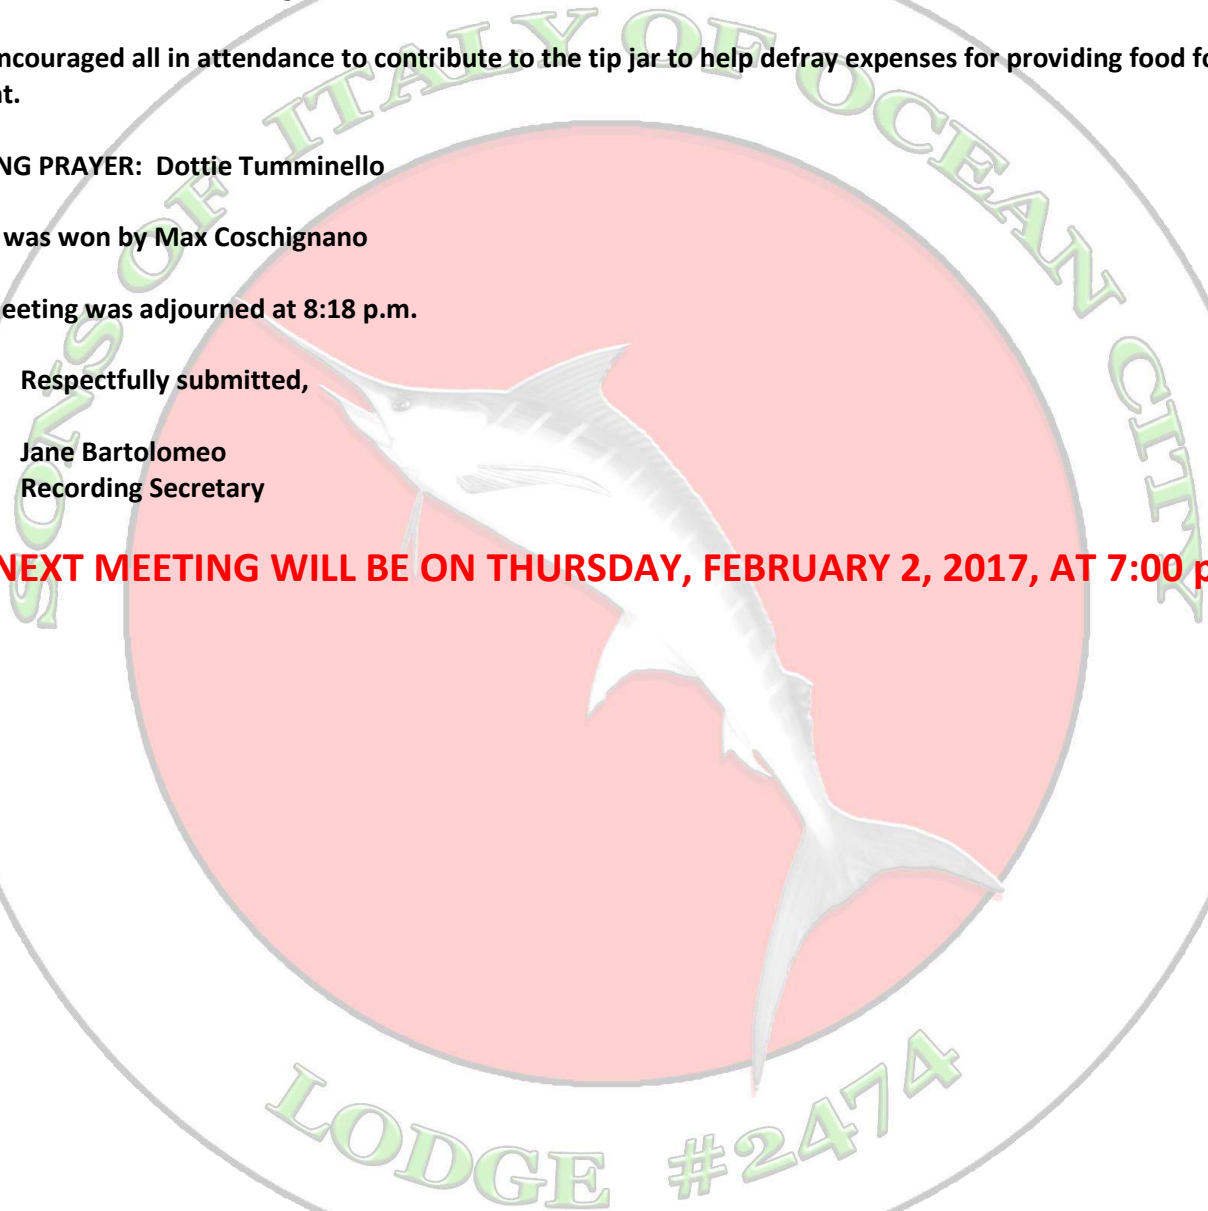 ncouraged all in attendance to contribute to the tip jar to help defray expenses for providing food fo
nt.
NG PRAYER: Dottie Tumminello
was won by Max Coschignano
eeting was adjourned at 8:18 p.m.
Respectfully submitted,
Jane Bartolomeo
Recording Secretary
NEXT MEETING WILL BE ON THURSDAY, FEBRUARY 2, 2017, AT 7:00 p
SONS OF ITALY OF OCEAN CITY
LODGE #2474